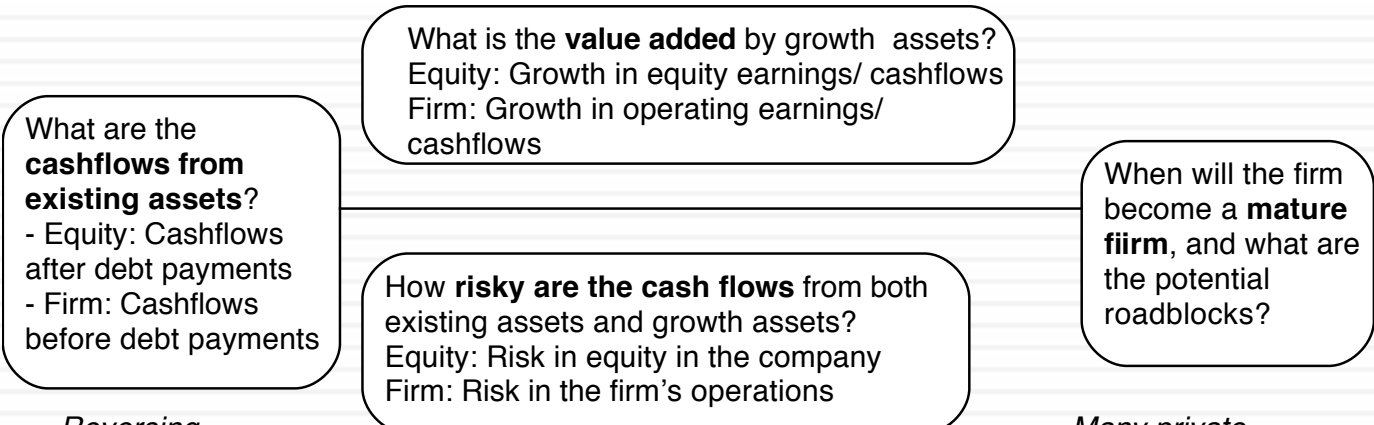 What is the value added by growth assets?
Equity: Growth in equity earnings/ cashflows
Firm: Growth in operating earnings/
cashflows
What are the
cashflows from
existing assets?
- Equity: Cashflows
after debt payments
- Firm: Cashflows
before debt payments
How risky are the cash flows from both
existing assets and growth assets?
Equity: Risk in equity in the company
Firm: Risk in the firm's operations
When will the firm
become a mature
fiirm, and what are
the potential
roadblocks?
Reversing
Many private